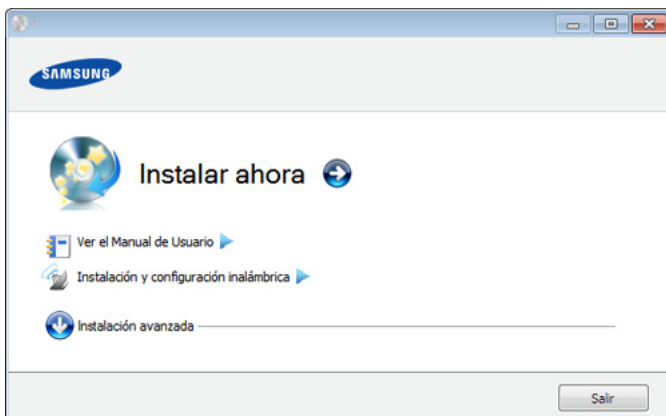 SAMSUNG
Instalar ahora
Ver el Manual de Usuario
Instalación y configuración inalámbrica
Instalación avanzada
Salir